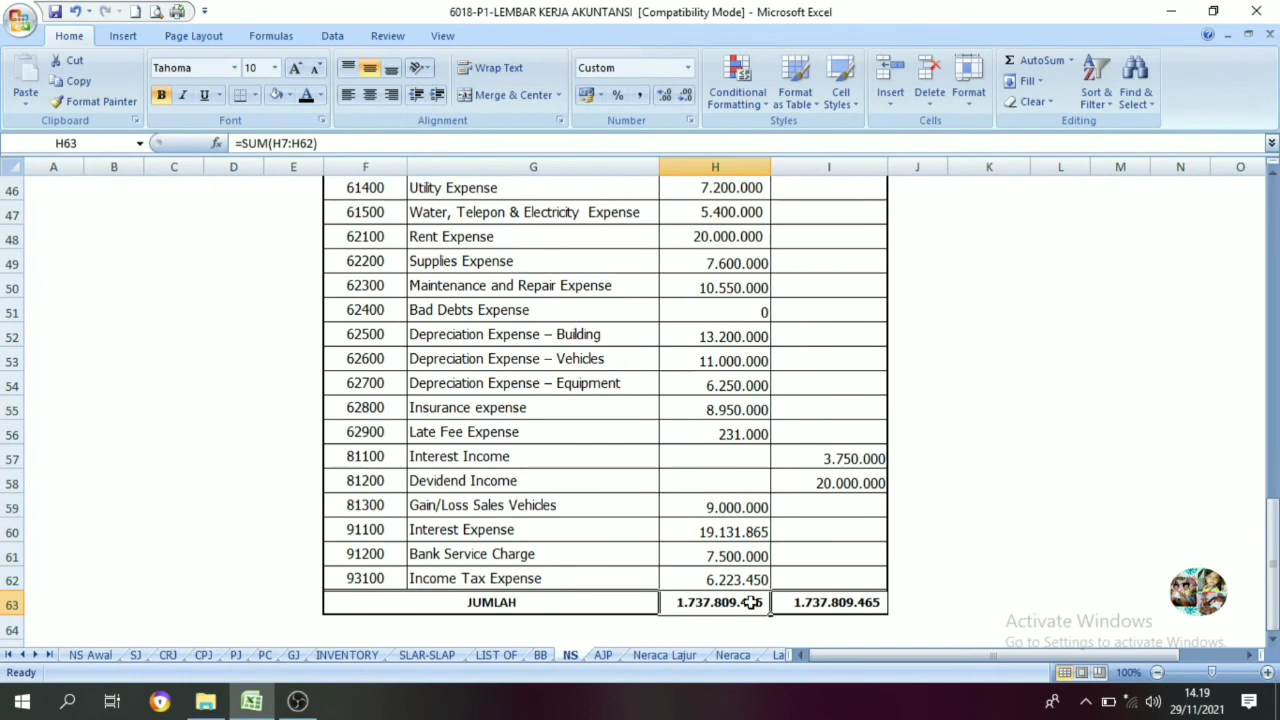 6018-P1-LEMBAR KERJA AKUNTANSI [Compatibility Mode] - Microsoft Excel
Home Insert Page Layout Formulas Data Review View
Paste Cut Copy Format Painter Clipboard
Tahoma 10 B I U A Font
Wrap Text Merge & Center Alignment
Custom % , Number
Conditional Formatting Format as Table Cell Styles Styles
Insert Delete Format Cells
Σ AutoSum Fill Clear Sort & Filter Find & Select Editing
H63 fx =SUM(H7:H62)
A B C D E F G H I J K L M N O
46 61400 Utility Expense 7.200.000
47 61500 Water, Telepon & Electricity Expense 5.400.000
48 62100 Rent Expense 20.000.000
49 62200 Supplies Expense 7.600.000
50 62300 Maintenance and Repair Expense 10.550.000
51 62400 Bad Debts Expense 0
52 62500 Depreciation Expense – Building 13.200.000
53 62600 Depreciation Expense – Vehicles 11.000.000
54 62700 Depreciation Expense – Equipment 6.250.000
55 62800 Insurance expense 8.950.000
56 62900 Late Fee Expense 231.000
57 81100 Interest Income 3.750.000
58 81200 Devidend Income 20.000.000
59 81300 Gain/Loss Sales Vehicles 9.000.000
60 91100 Interest Expense 19.131.865
61 91200 Bank Service Charge 7.500.000
62 93100 Income Tax Expense 6.223.450
63 JUMLAH 1.737.809.465
64
Activate Windows
Go to Settings to activate Windows.
NS Awal SJ CRJ CPJ PJ PC GJ INVENTORY SLAR-SLAP LIST OF BB NS AJP Neraca Lajur Neraca La
Ready 100%
14.19
29/11/2021